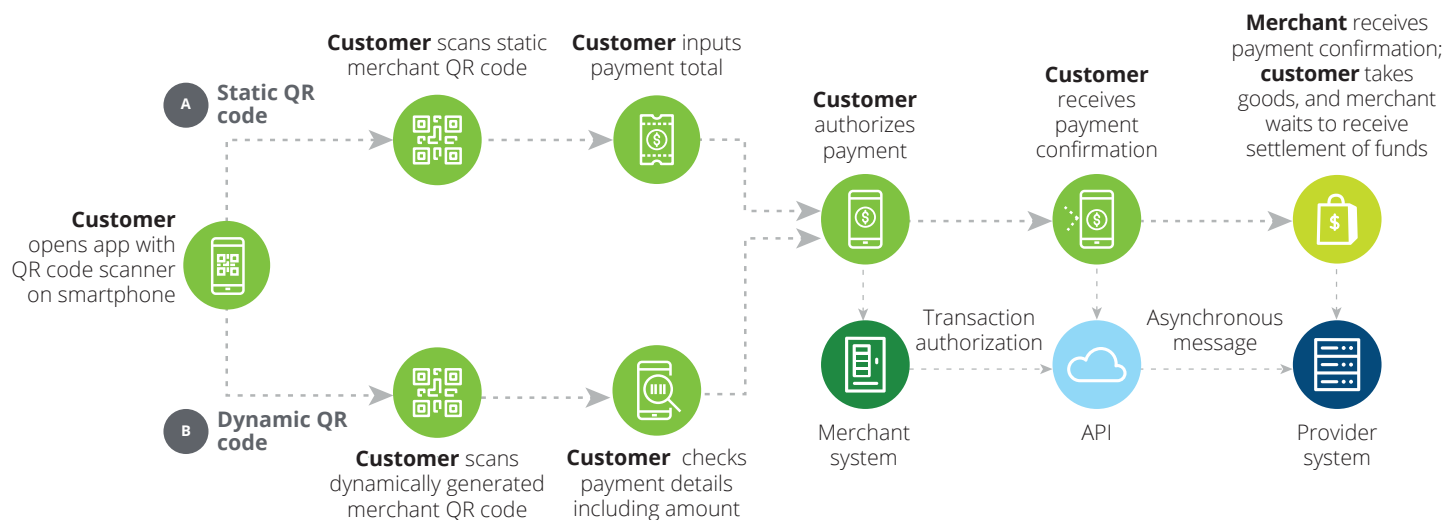 Customer
opens app with
QR code scanner
on smartphone
A
Static QR
code
Customer scans static
merchant QR code
Customer inputs
payment total
B
Dynamic QR
code
Customer scans
dynamically generated
merchant QR code
Customer checks
payment details
including amount
Customer
authorizes
payment
Customer
receives
payment
confirmation
Merchant receives
payment confirmation;
customer takes
goods, and merchant
waits to receive
settlement of funds
Merchant
system
Transaction
authorization
API
Asynchronous
message
Provider
system